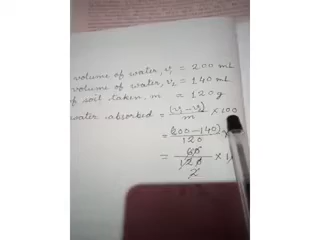 volume of water, v₁ = 200 mL
volume of water, v₂ = 140 mL
of soil taken, m = 120 g
water absorbed = (v₁ - v₂)/m × 100
= (200-140)/120
= 60/120 × 1
2